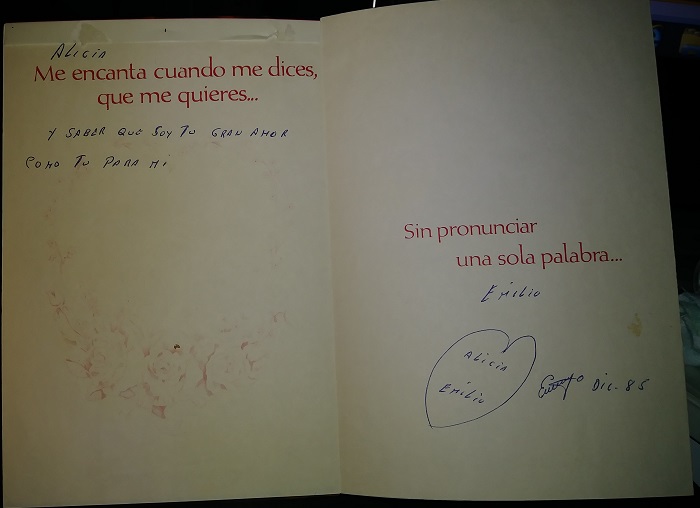 Alicia
Me encanta cuando me dices,
que me quieres...
Y SABER QUE SOY TU GRAN AMOR
COMO TU PARA MI
Sin pronunciar
una sola palabra...
Emilio
ALICIA
EMILIO
DIC. 85